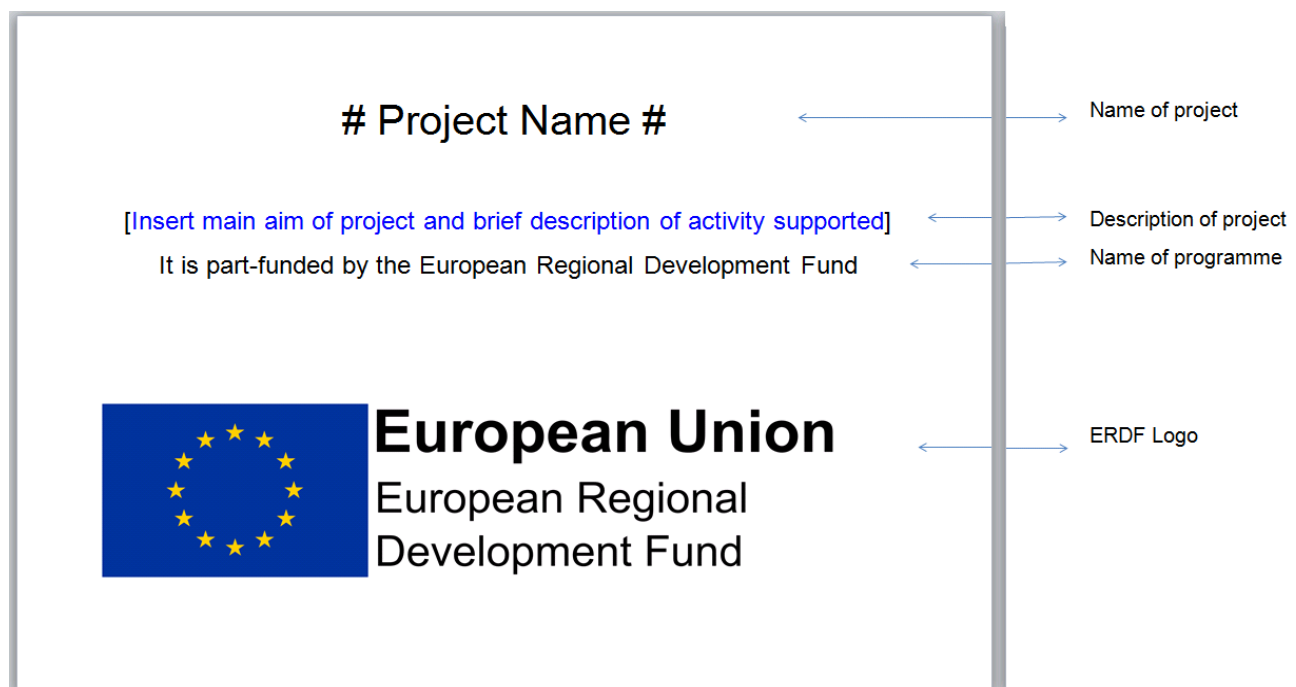 # Project Name #
Name of project
[Insert main aim of project and brief description of activity supported]
Description of project
It is part-funded by the European Regional Development Fund
Name of programme
European Union
European Regional
Development Fund
ERDF Logo